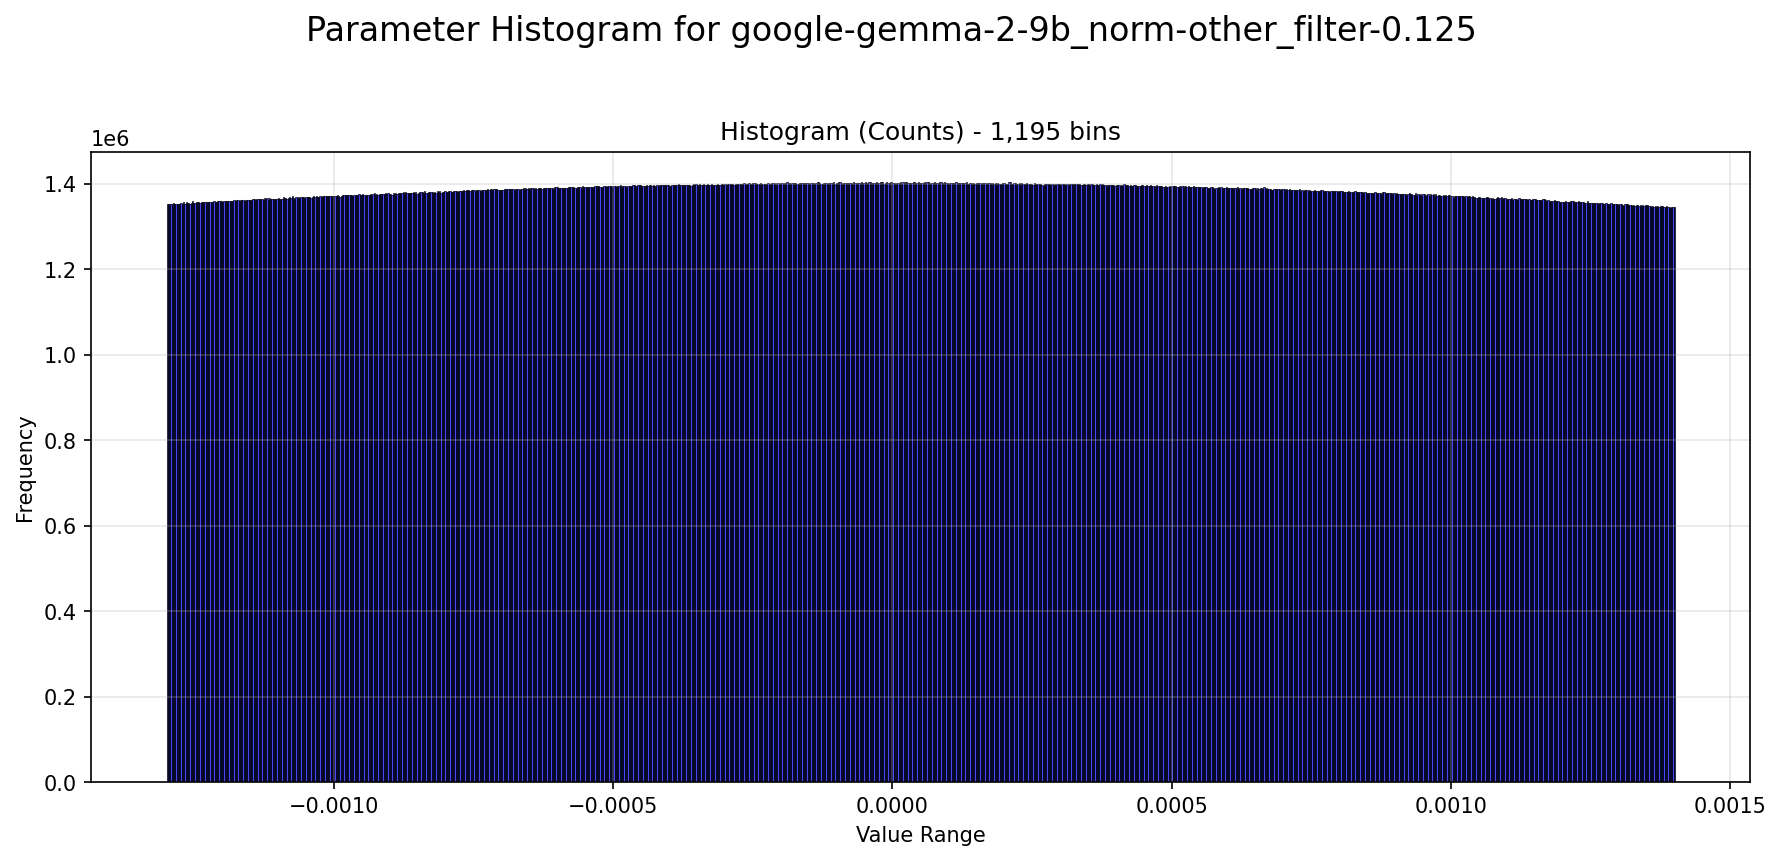 Parameter Histogram for google-gemma-2-9b_norm-other_filter-0.125
Histogram (Counts) - 1,195 bins
1e6
1.4
1.2
1.0
0.8
0.6
0.4
0.2
0.0
Frequency
−0.0010
−0.0005
0.0000
0.0005
0.0010
0.0015
Value Range